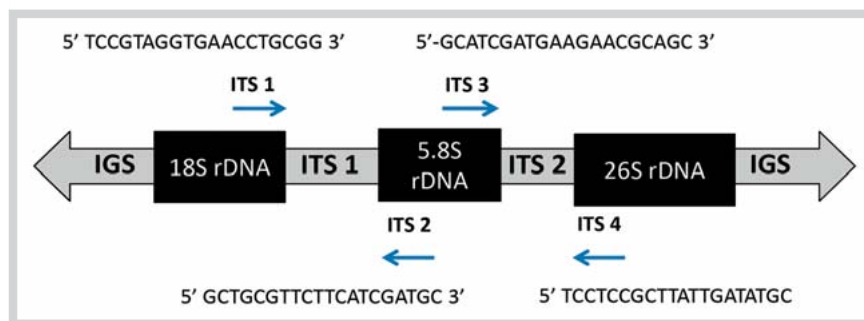 5’ TCCGTAGGTGAACCTGCGG 3’
5’-GCATCGATGAAGAACGCAGC 3’
ITS 1
ITS 3
IGS
18S rDNA
ITS 1
5.8S
rDNA
ITS 2
26S rDNA
IGS
ITS 2
ITS 4
5’ GCTGCGTTCTTCATCGATGC 3’
5’ TCCTCCGCTTATTGATATGC